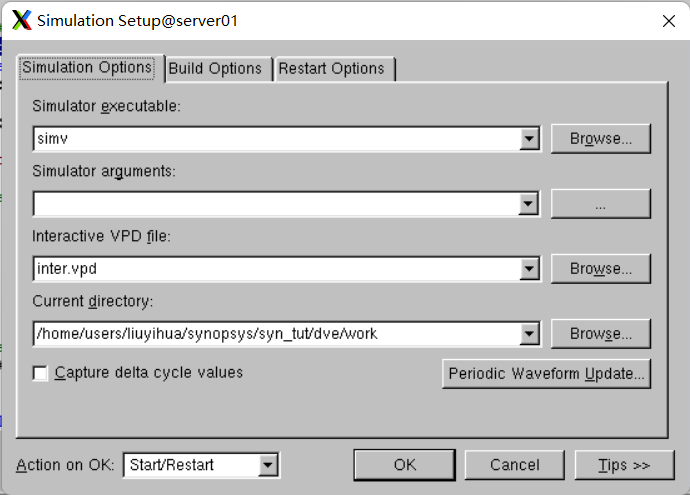 Simulation Setup@server01
Simulation Options
Build Options
Restart Options
Simulator executable:
simv
Browse...
Simulator arguments:
...
Interactive VPD file:
inter.vpd
Browse...
Current directory:
/home/users/liuyihua/synopsys/syn_tut/dve/work
Browse...
Capture delta cycle values
Periodic Waveform Update...
Action on OK:
Start/Restart
OK
Cancel
Tips >>